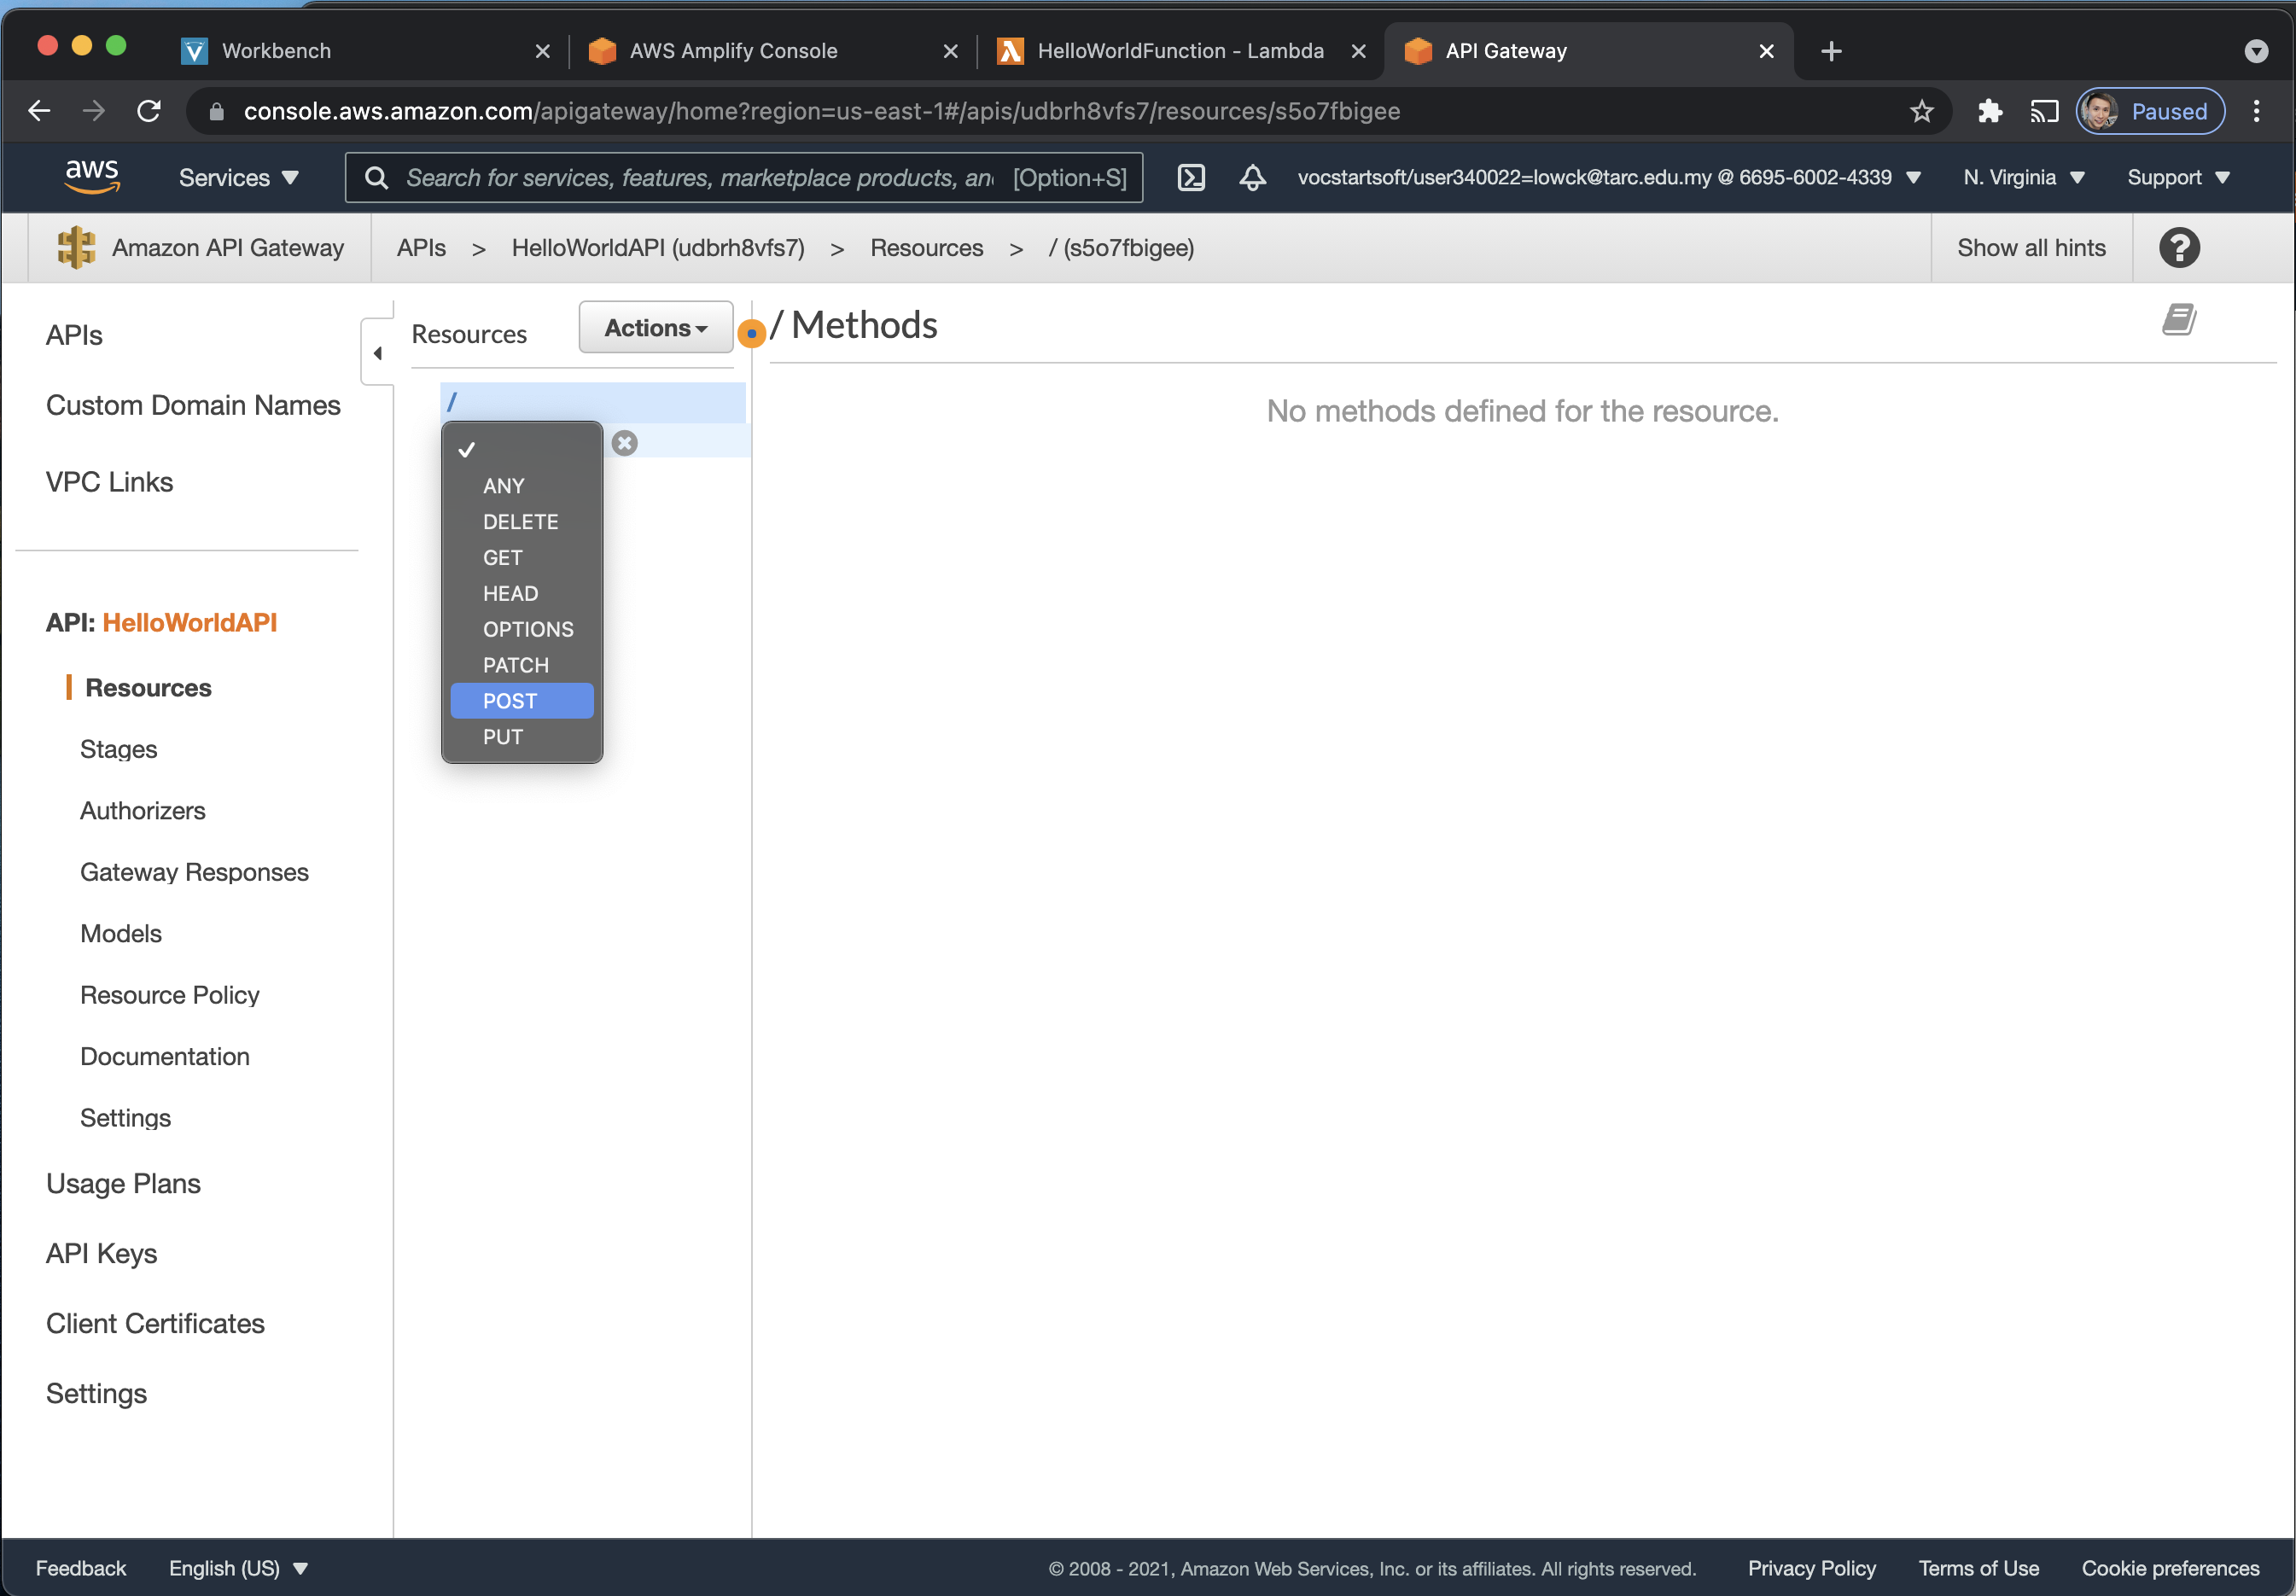 Workbench
AWS Amplify Console
HelloWorldFunction - Lambda
API Gateway
console.aws.amazon.com/apigateway/home?region=us-east-1#/apis/udbrh8vfs7/resources/s5o7fbigee
Paused
aws
Services
Search for services, features, marketplace products, an
[Option+S]
vocstartsoft/user340022=lowck@tarc.edu.my @ 6695-6002-4339
N. Virginia
Support
Amazon API Gateway
APIs > HelloWorldAPI (udbrh8vfs7) > Resources > / (s5o7fbigee)
Show all hints
APIs
Custom Domain Names
VPC Links
API: HelloWorldAPI
Resources
Stages
Authorizers
Gateway Responses
Models
Resource Policy
Documentation
Settings
Usage Plans
API Keys
Client Certificates
Settings
Resources
Actions
/
ANY
DELETE
GET
HEAD
OPTIONS
PATCH
POST
PUT
/ Methods
No methods defined for the resource.
Feedback
English (US)
© 2008 - 2021, Amazon Web Services, Inc. or its affiliates. All rights reserved.
Privacy Policy
Terms of Use
Cookie preferences